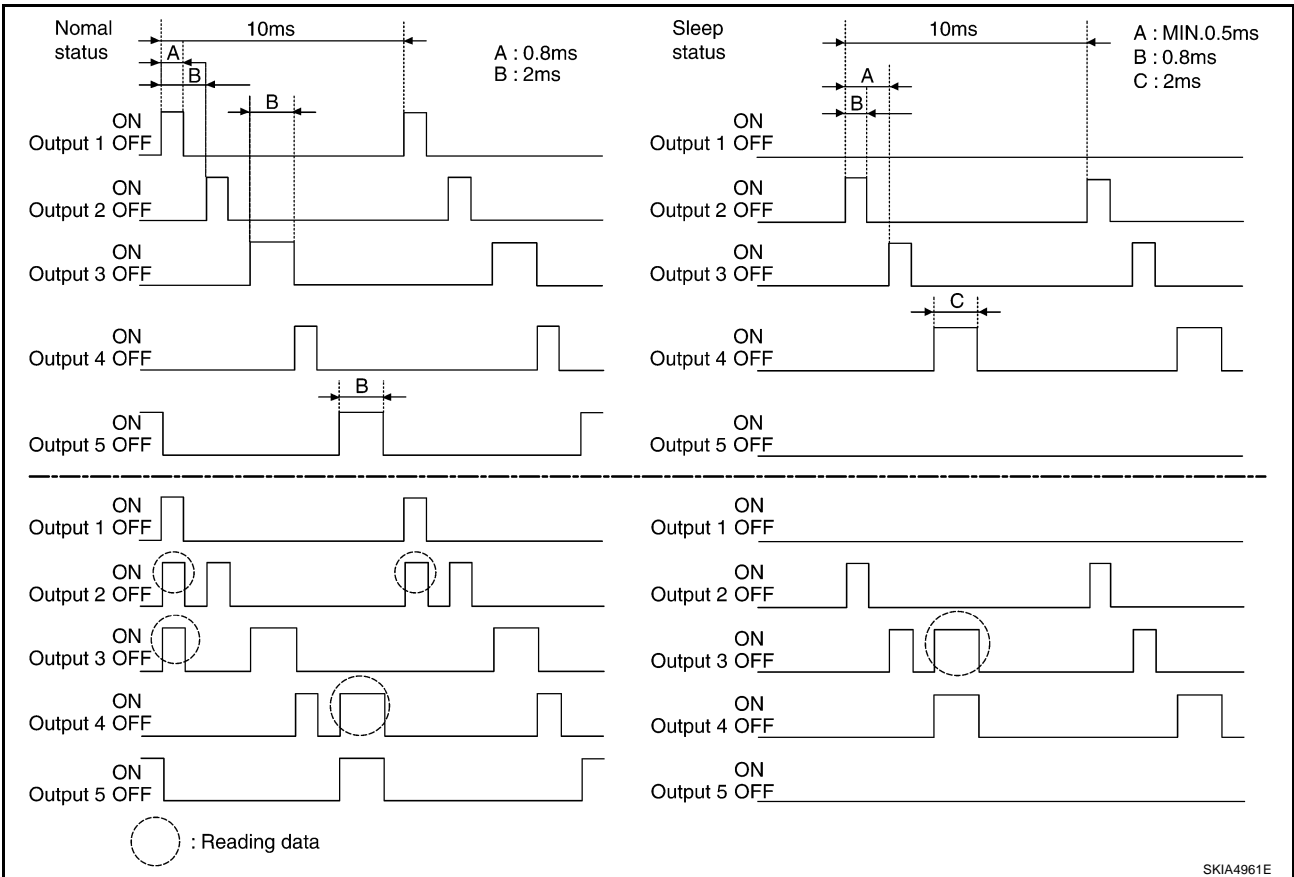 Nomal status
10ms
A
B
B
A : 0.8ms
B : 2ms
ON
Output 1 OFF
ON
Output 2 OFF
ON
Output 3 OFF
ON
Output 4 OFF
B
ON
Output 5 OFF
Sleep status
10ms
A
B
A : MIN.0.5ms
B : 0.8ms
C : 2ms
ON
Output 1 OFF
ON
Output 2 OFF
ON
Output 3 OFF
C
ON
Output 4 OFF
ON
Output 5 OFF
ON
Output 1 OFF
ON
Output 2 OFF
ON
Output 3 OFF
ON
Output 4 OFF
ON
Output 5 OFF
ON
Output 1 OFF
ON
Output 2 OFF
ON
Output 3 OFF
ON
Output 4 OFF
ON
Output 5 OFF
: Reading data
SKIA4961E